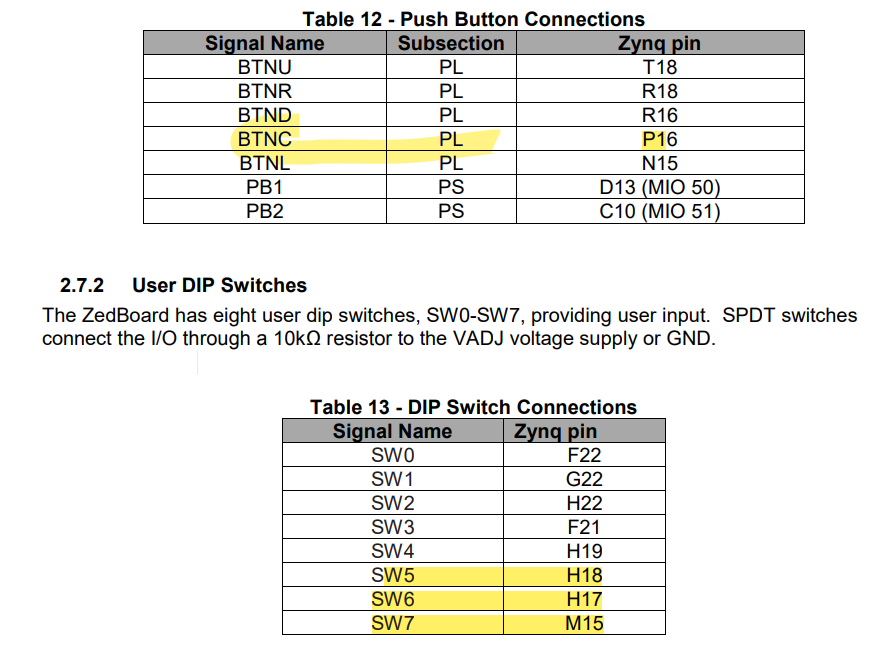 Table 12 - Push Button Connections
Signal Name Subsection Zynq pin
BTNU PL T18
BTNR PL R18
BTND PL R16
BTNC PL P16
BTNL PL N15
PB1 PS D13 (MIO 50)
PB2 PS C10 (MIO 51)
2.7.2 User DIP Switches
The ZedBoard has eight user dip switches, SW0-SW7, providing user input. SPDT switches
connect the I/O through a 10kΩ resistor to the VADJ voltage supply or GND.
Table 13 - DIP Switch Connections
Signal Name Zynq pin
SW0 F22
SW1 G22
SW2 H22
SW3 F21
SW4 H19
SW5 H18
SW6 H17
SW7 M15